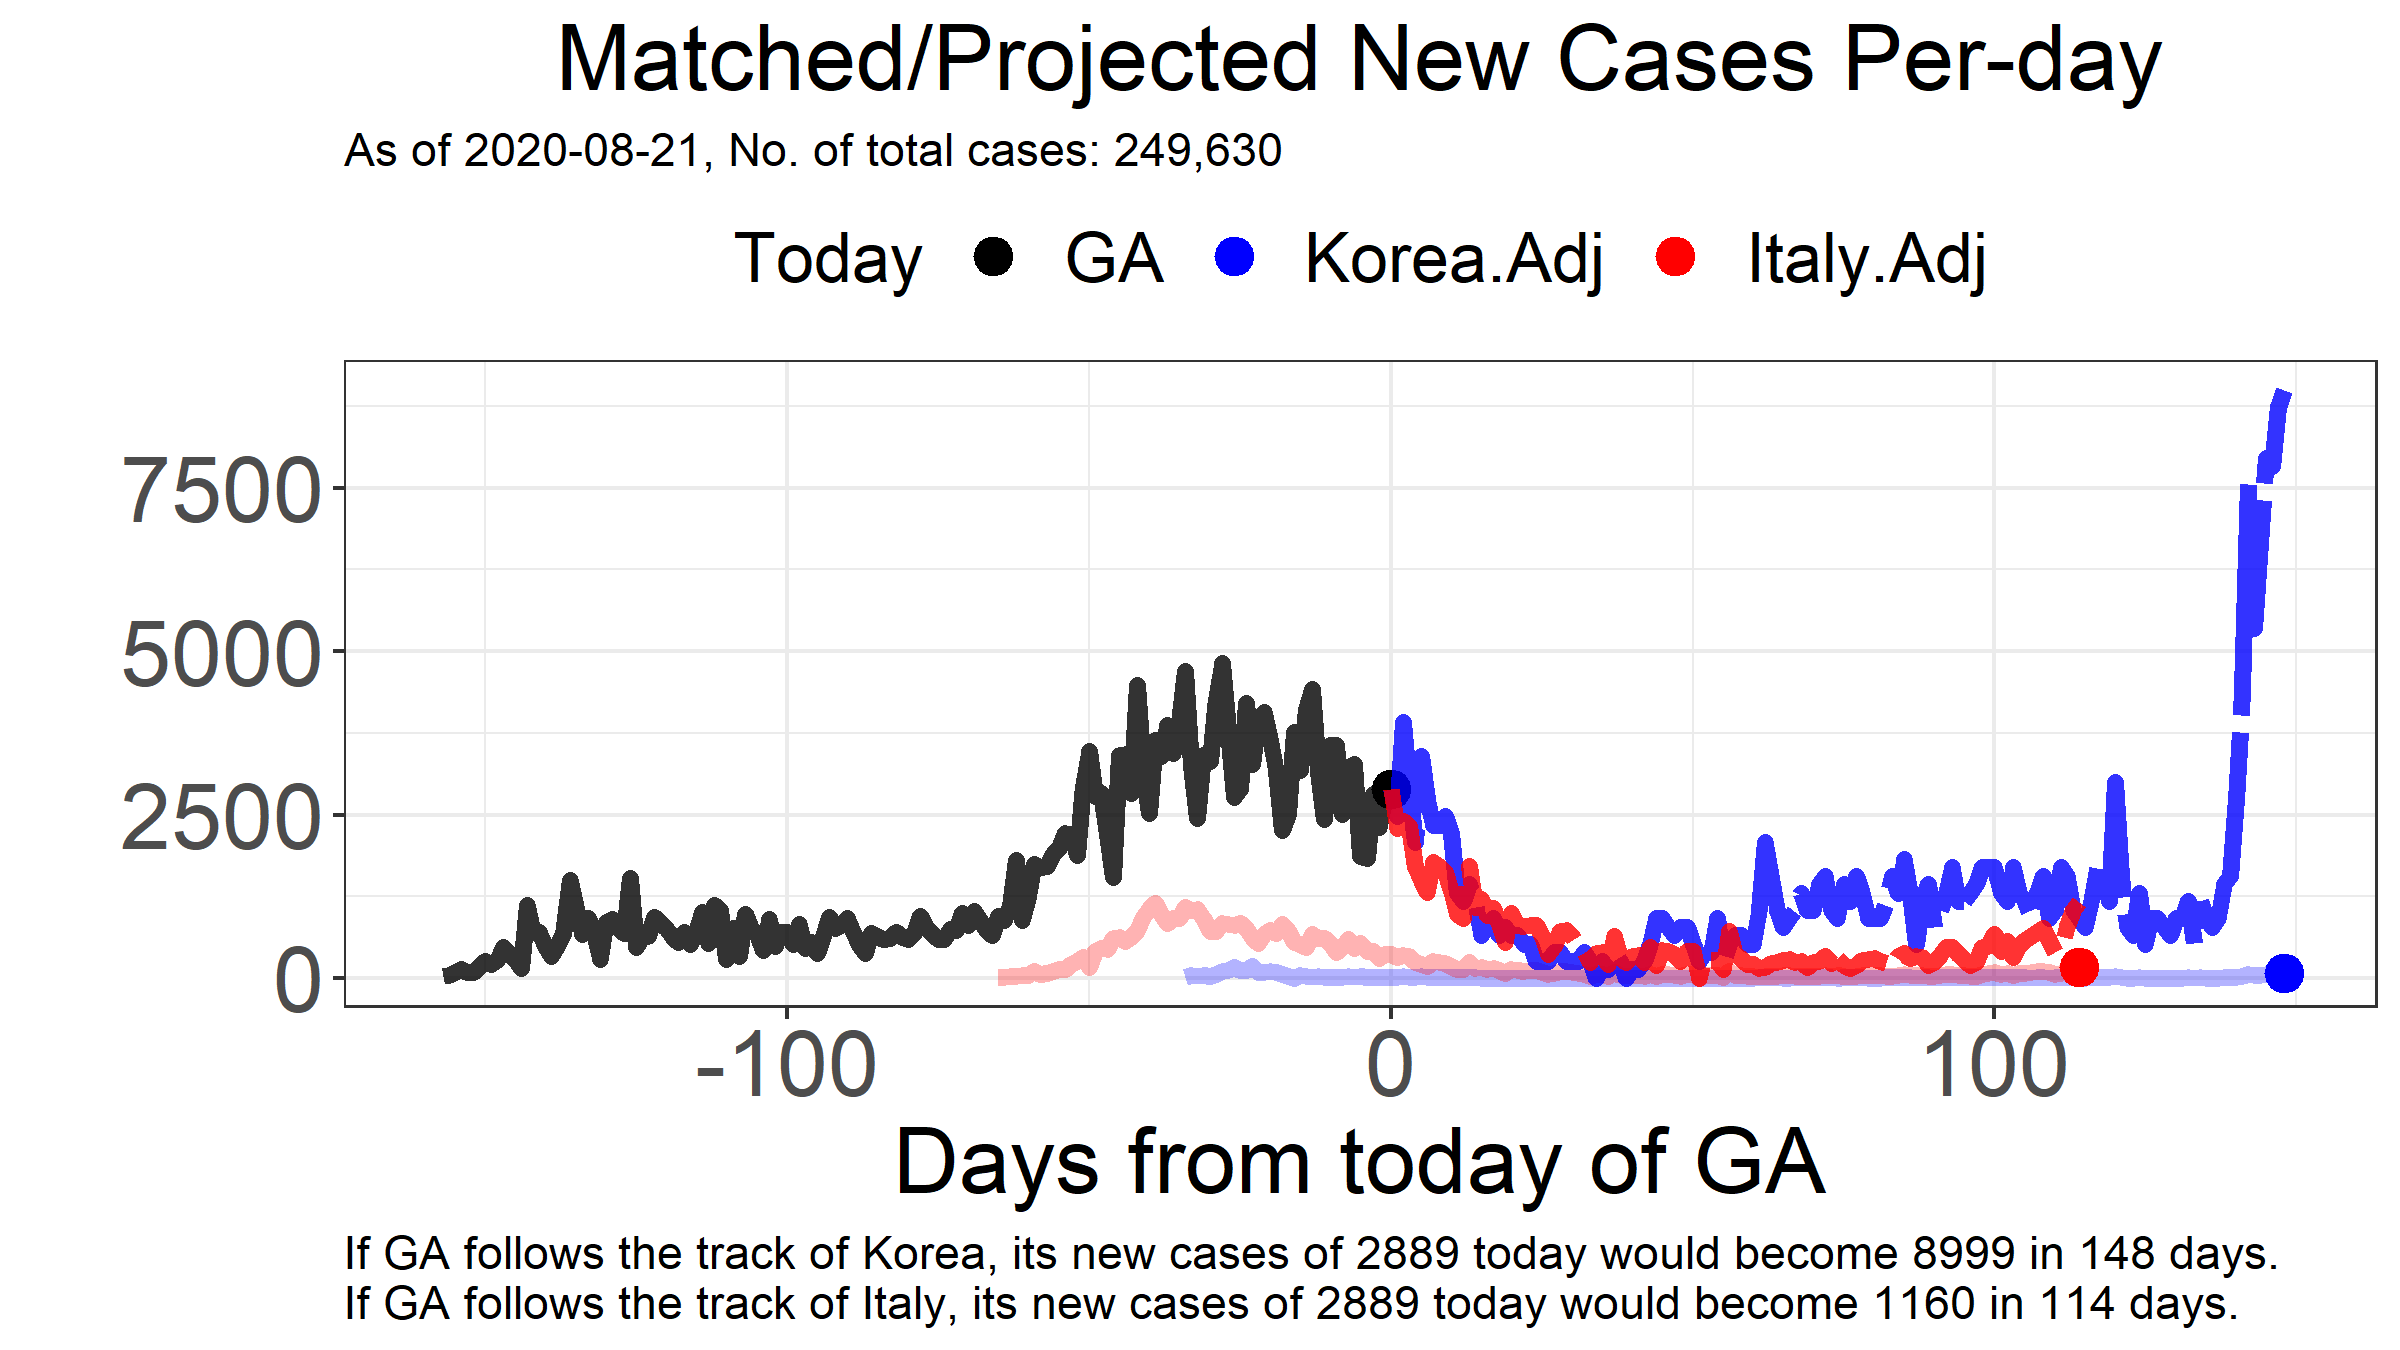 Matched/Projected New Cases Per-day
As of 2020-08-21, No. of total cases: 249,630
Today GA Korea.Adj Italy.Adj
7500
5000
2500
0
-100 0 100
Days from today of GA
If GA follows the track of Korea, its new cases of 2889 today would become 8999 in 148 days.
If GA follows the track of Italy, its new cases of 2889 today would become 1160 in 114 days.